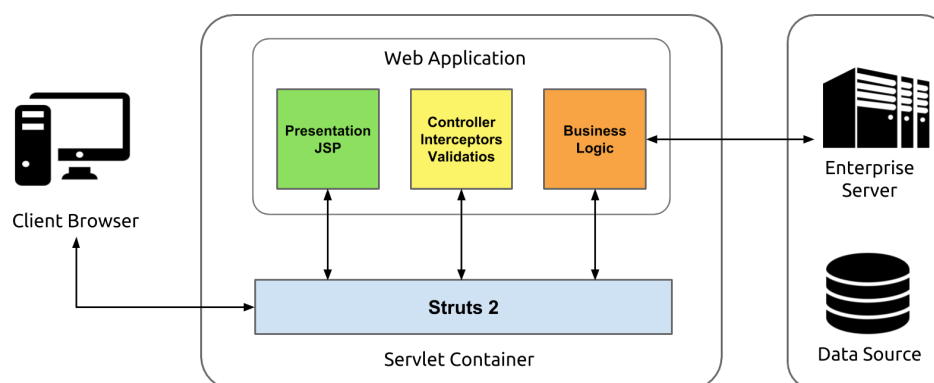 Web Application
Presentation
JSP
Controller
Interceptors
Validatios
Business
Logic
Enterprise
Server
Client Browser
Struts 2
Servlet Container
Data Source